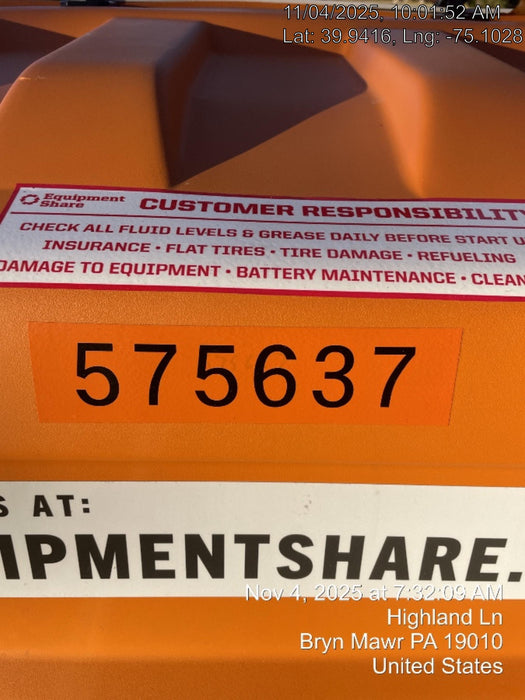 11/04/2025, 10:01:52 AM
Lat: 39.9416, Lng: -75.1028
Equipment
Share
CUSTOMER RESPONSIBILITY
CHECK ALL FLUID LEVELS & GREASE DAILY BEFORE START U
INSURANCE • FLAT TIRES • TIRE DAMAGE • REFUELING
DAMAGE TO EQUIPMENT • BATTERY MAINTENANCE • CLEAN
575637
S AT:
IPMENTSHARE.
Nov 4, 2025 at 7:32:09 AM
Highland Ln
Bryn Mawr PA 19010
United States